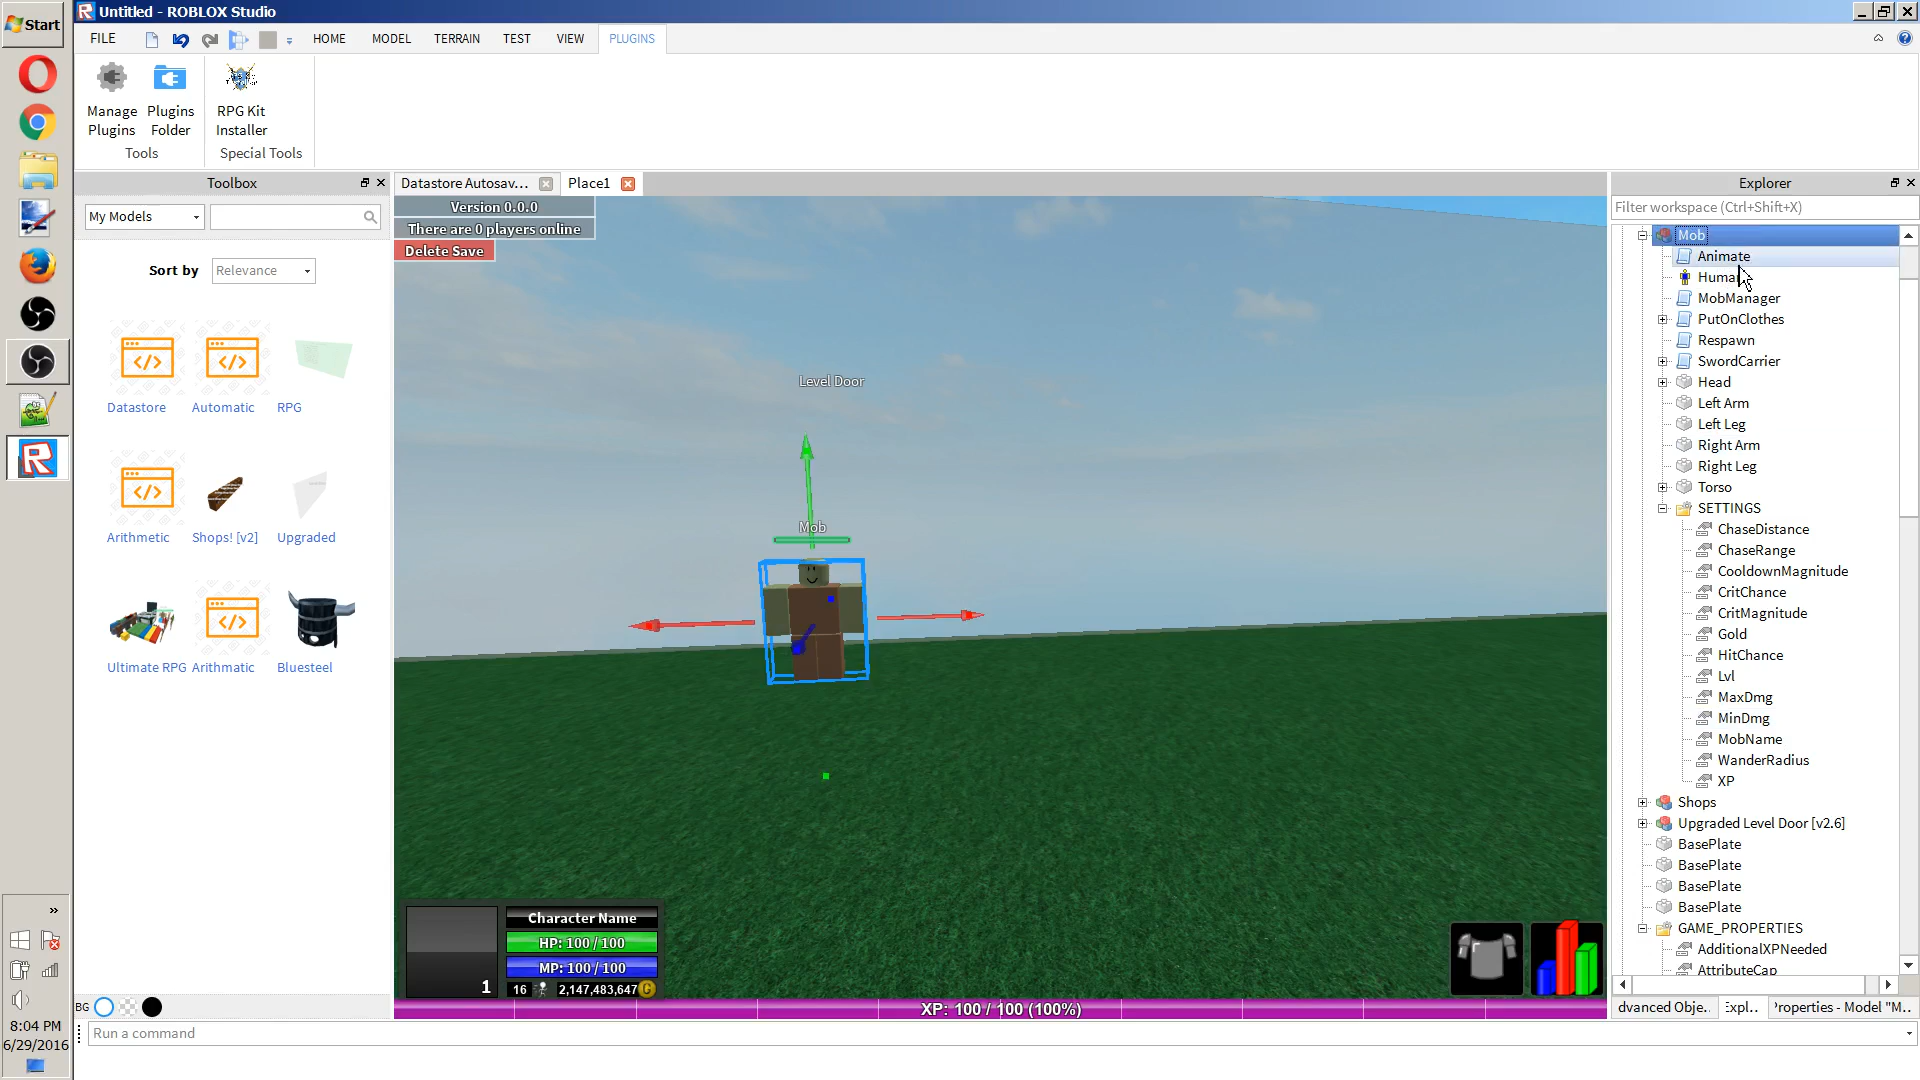 Start
Untitled - ROBLOX Studio
FILE
HOME
MODEL
TERRAIN
TEST
VIEW
PLUGINS
Manage Plugins
Plugins Folder
RPG Kit Installer
Tools
Special Tools
Toolbox
My Models
Sort by
Relevance
Datastore
Automatic
RPG
Arithmetic
Shops! [v2]
Upgraded
Ultimate RPG
Arithmatic
Bluesteel
BG
Datastore Autosav...
Place1
Version 0.0.0
There are 0 players online
Delete Save
Level Door
Mob
Character Name
HP: 100 / 100
MP: 100 / 100
1
16
2,147,483,647
C
XP: 100 / 100 (100%)
Run a command
Explorer
Filter workspace (Ctrl+Shift+X)
Mob
Animate
Human
MobManager
PutOnClothes
Respawn
SwordCarrier
Head
Left Arm
Left Leg
Right Arm
Right Leg
Torso
SETTINGS
ChaseDistance
ChaseRange
CooldownMagnitude
CritChance
CritMagnitude
Gold
HitChance
Lvl
MaxDmg
MinDmg
MobName
WanderRadius
XP
Shops
Upgraded Level Door [v2.6]
BasePlate
BasePlate
BasePlate
BasePlate
GAME_PROPERTIES
AdditionalXPNeeded
AttributeCap
dvanced Obje..
Expl..
Properties - Model "M..
8:04 PM
6/29/2016